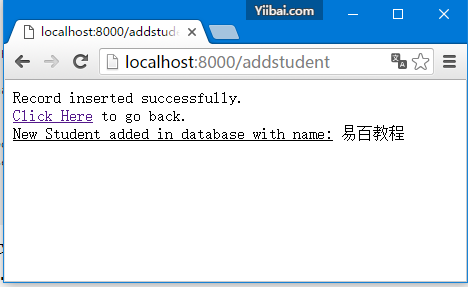 Yiibai.com
localhost:8000/addstude
localhost:8000/addstudent
Record inserted successfully.
Click Here to go back.
New Student added in database with name: 易百教程